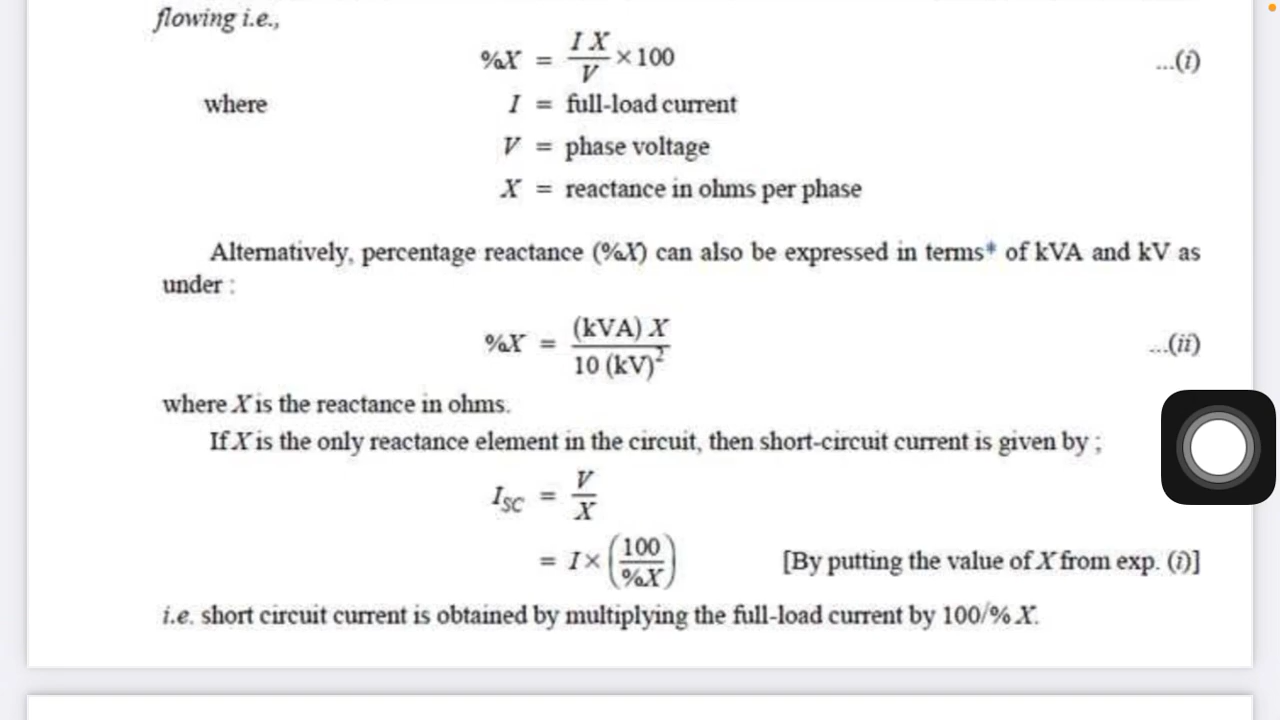 flowing i.e.,
%X = I X / V × 100 ...(i)
where I = full-load current
V = phase voltage
X = reactance in ohms per phase
Alternatively, percentage reactance (%X) can also be expressed in terms* of kVA and kV as
under :
%X = (kVA) X / 10 (kV)² ...(ii)
where X is the reactance in ohms.
If X is the only reactance element in the circuit, then short-circuit current is given by ;
I_SC = V / X
= I × (100 / %X) [By putting the value of X from exp. (i)]
i.e. short circuit current is obtained by multiplying the full-load current by 100/% X.